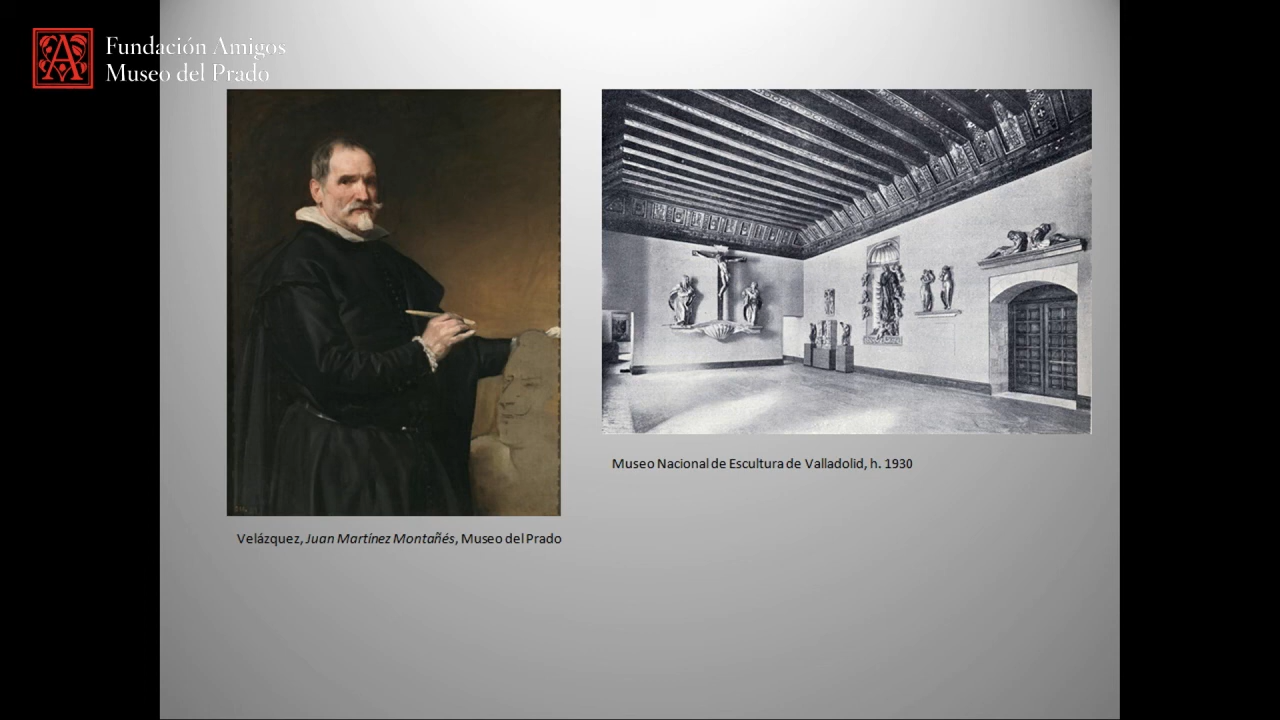 Fundación Amigos
Museo del Prado
Museo Nacional de Escultura de Valladolid, h. 1930
Velázquez, Juan Martínez Montañés, Museo del Prado